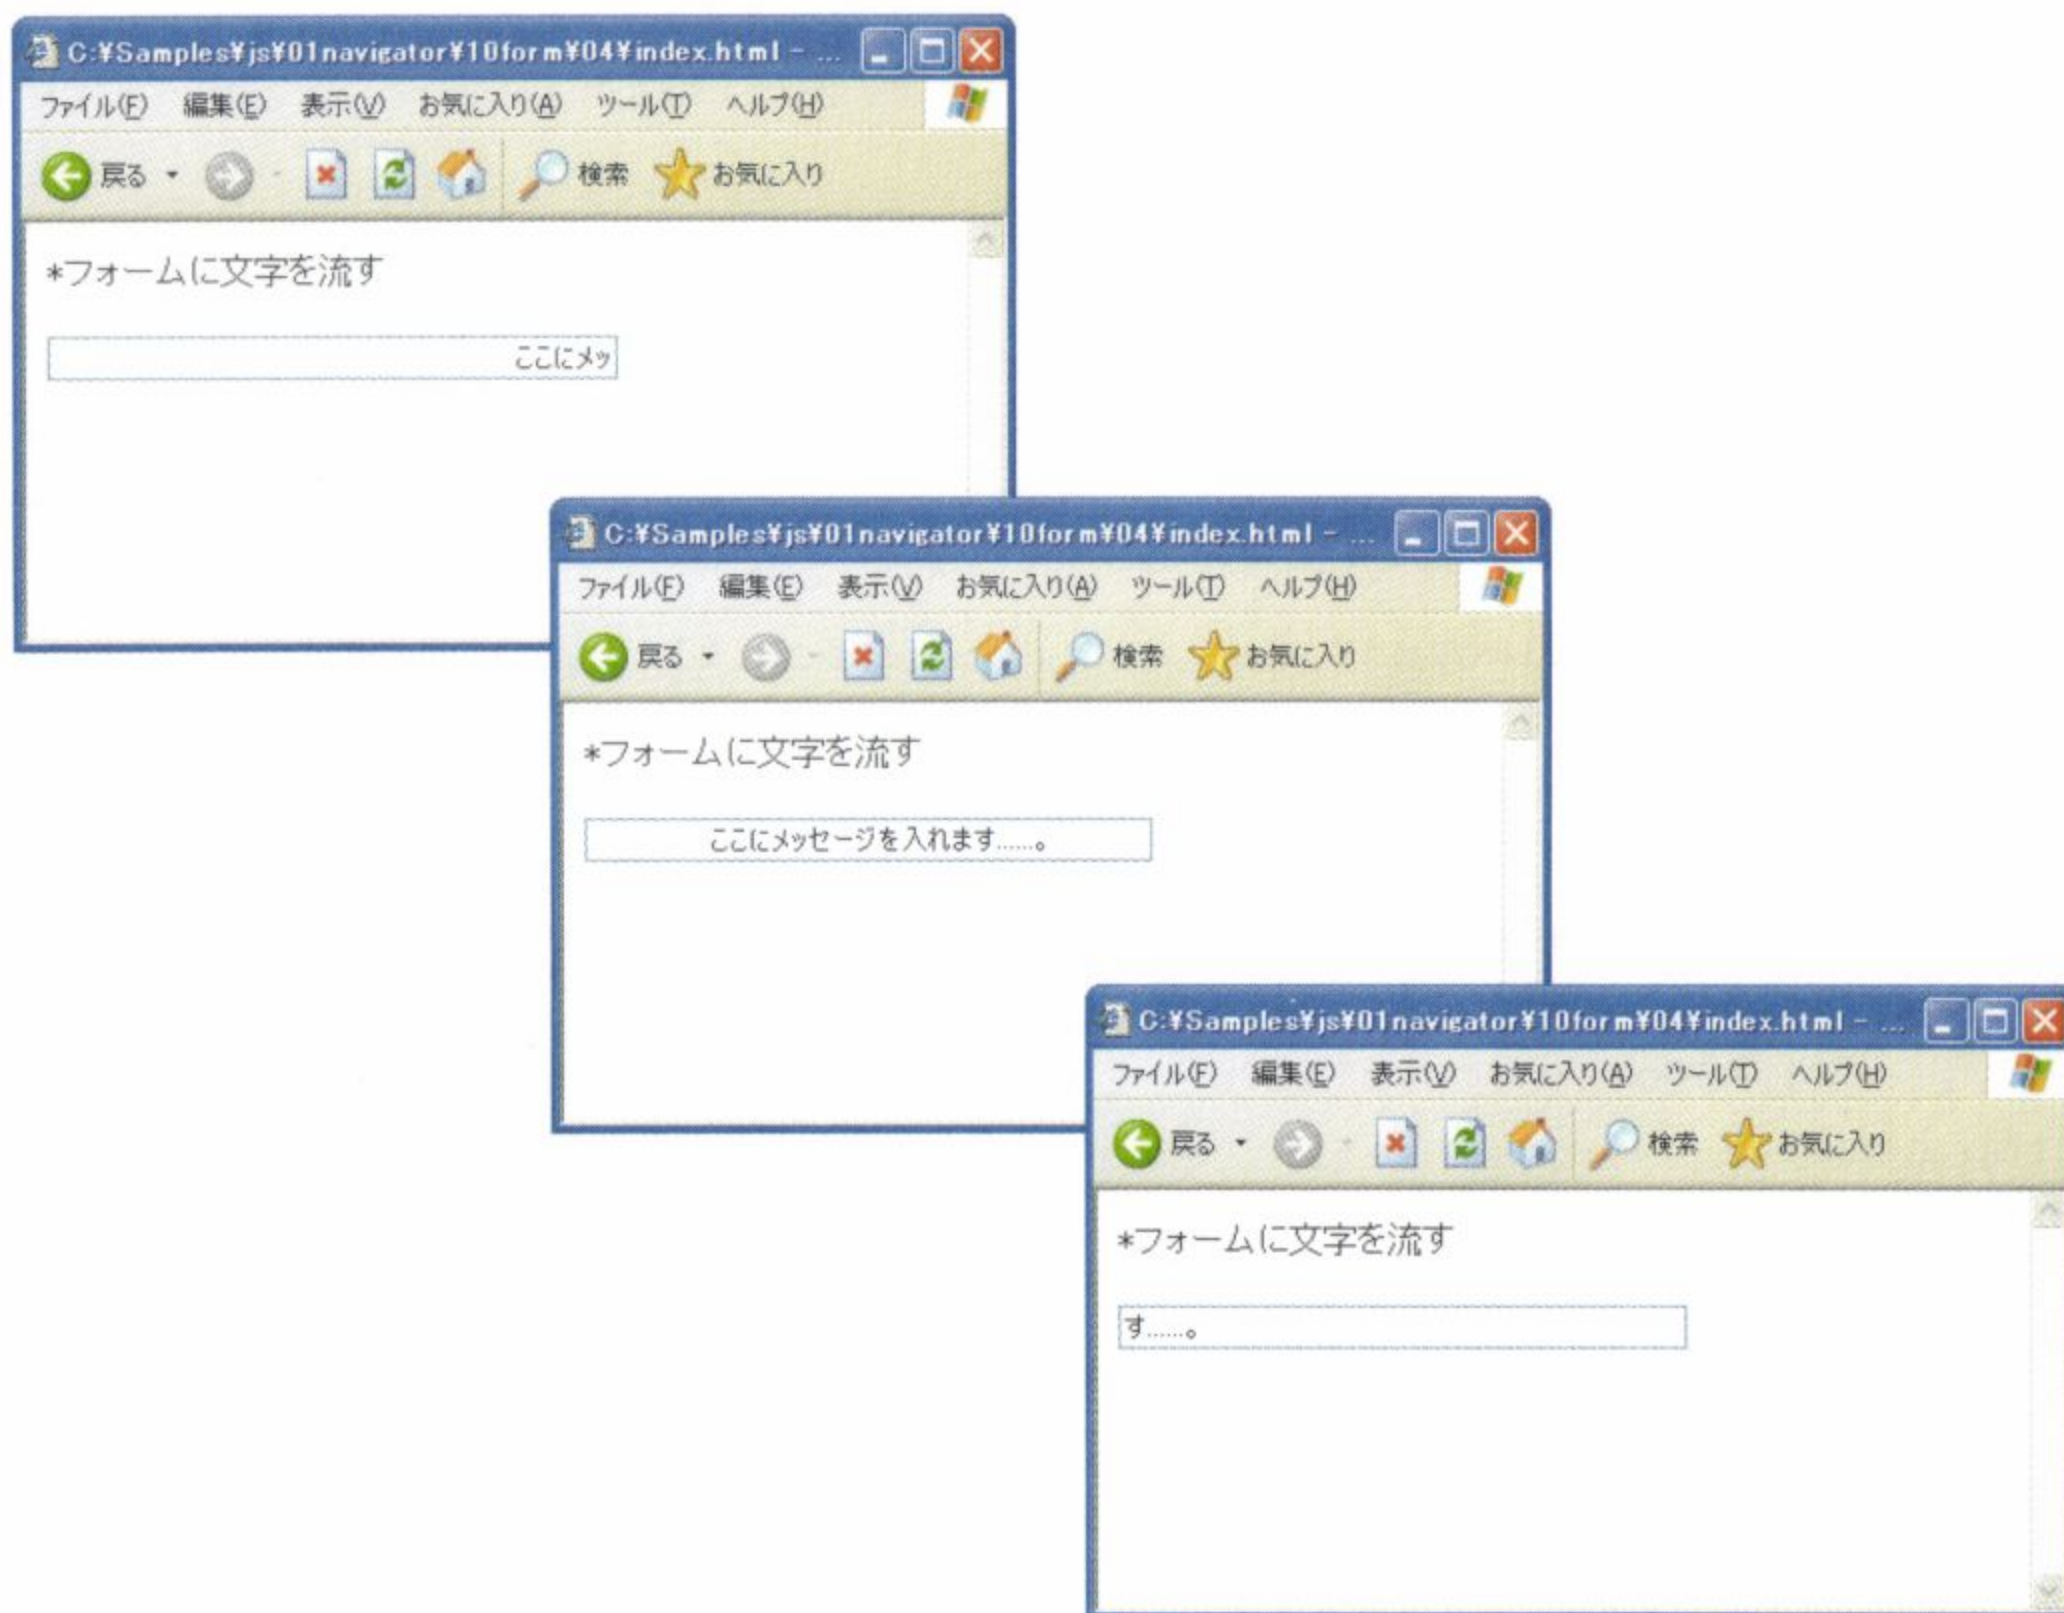 C:¥Samples¥js¥01navigator¥10form¥04¥index.html - ...
ファイル(F) 編集(E) 表示(V) お気に入り(A) ツール(T) ヘルプ(H)
戻る 検索 お気に入り
*フォームに文字を流す
ここにメッ
C:¥Samples¥js¥01navigator¥10form¥04¥index.html - ...
ファイル(F) 編集(E) 表示(V) お気に入り(A) ツール(T) ヘルプ(H)
戻る 検索 お気に入り
*フォームに文字を流す
ここにメッセージを入れます......。
C:¥Samples¥js¥01navigator¥10form¥04¥index.html - ...
ファイル(F) 編集(E) 表示(V) お気に入り(A) ツール(T) ヘルプ(H)
戻る 検索 お気に入り
*フォームに文字を流す
す......。